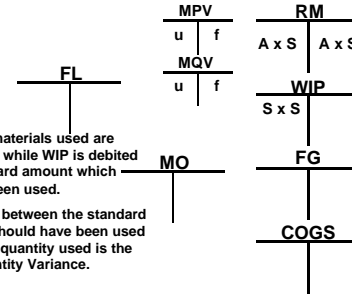 MPV
u f
MQV
u f
RM
A x S A x S
WIP
S x S
FL
materials used are
while WIP is debited
ard amount which
een used.
MO
between the standard
hould have been used
quantity used is the
ntity Variance.
FG
COGS